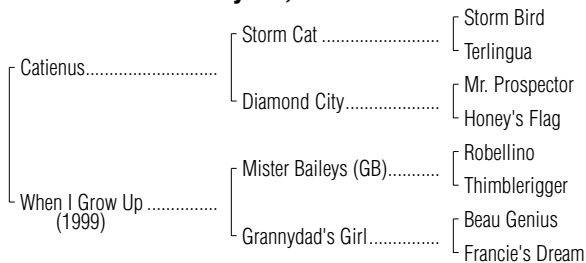 Storm Bird
Storm Cat ..........................
Terlingua
Catienus.............................
Mr. Prospector
Diamond City.....................
Honey's Flag
Robellino
Mister Baileys (GB)...........
Thimblerigger
When I Grow Up ...............
(1999)
Beau Genius
Grannydad's Girl...............
Francie's Dream